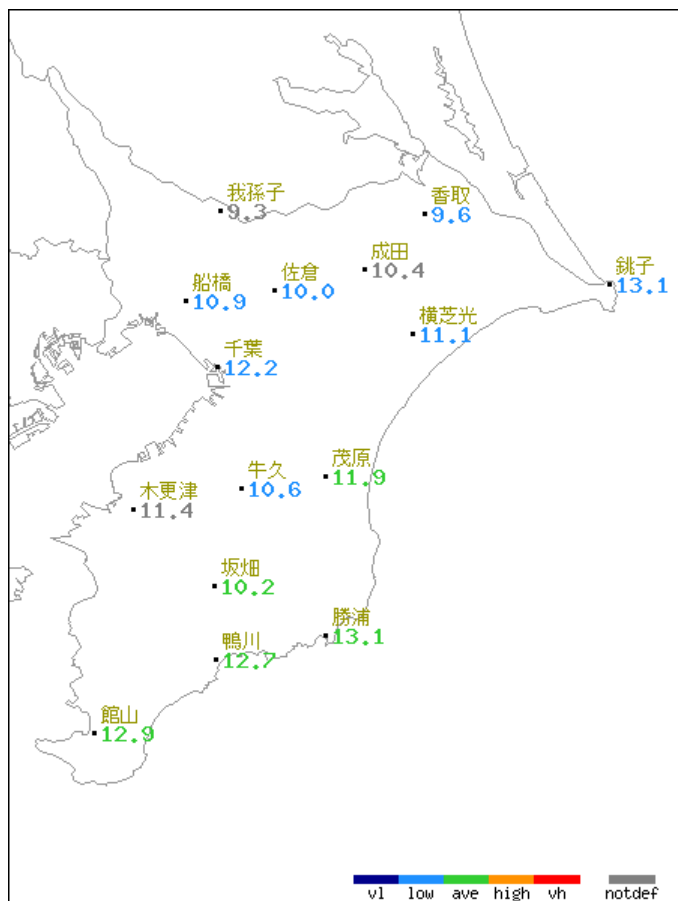 我孫子
9.3
香取
9.6
成田
10.4
銚子
13.1
船橋
10.9
佐倉
10.0
横芝光
11.1
千葉
12.2
茂原
11.9
牛久
10.6
木更津
11.4
坂畑
10.2
勝浦
13.1
鴨川
12.7
館山
12.9
vl low ave high vh notdef